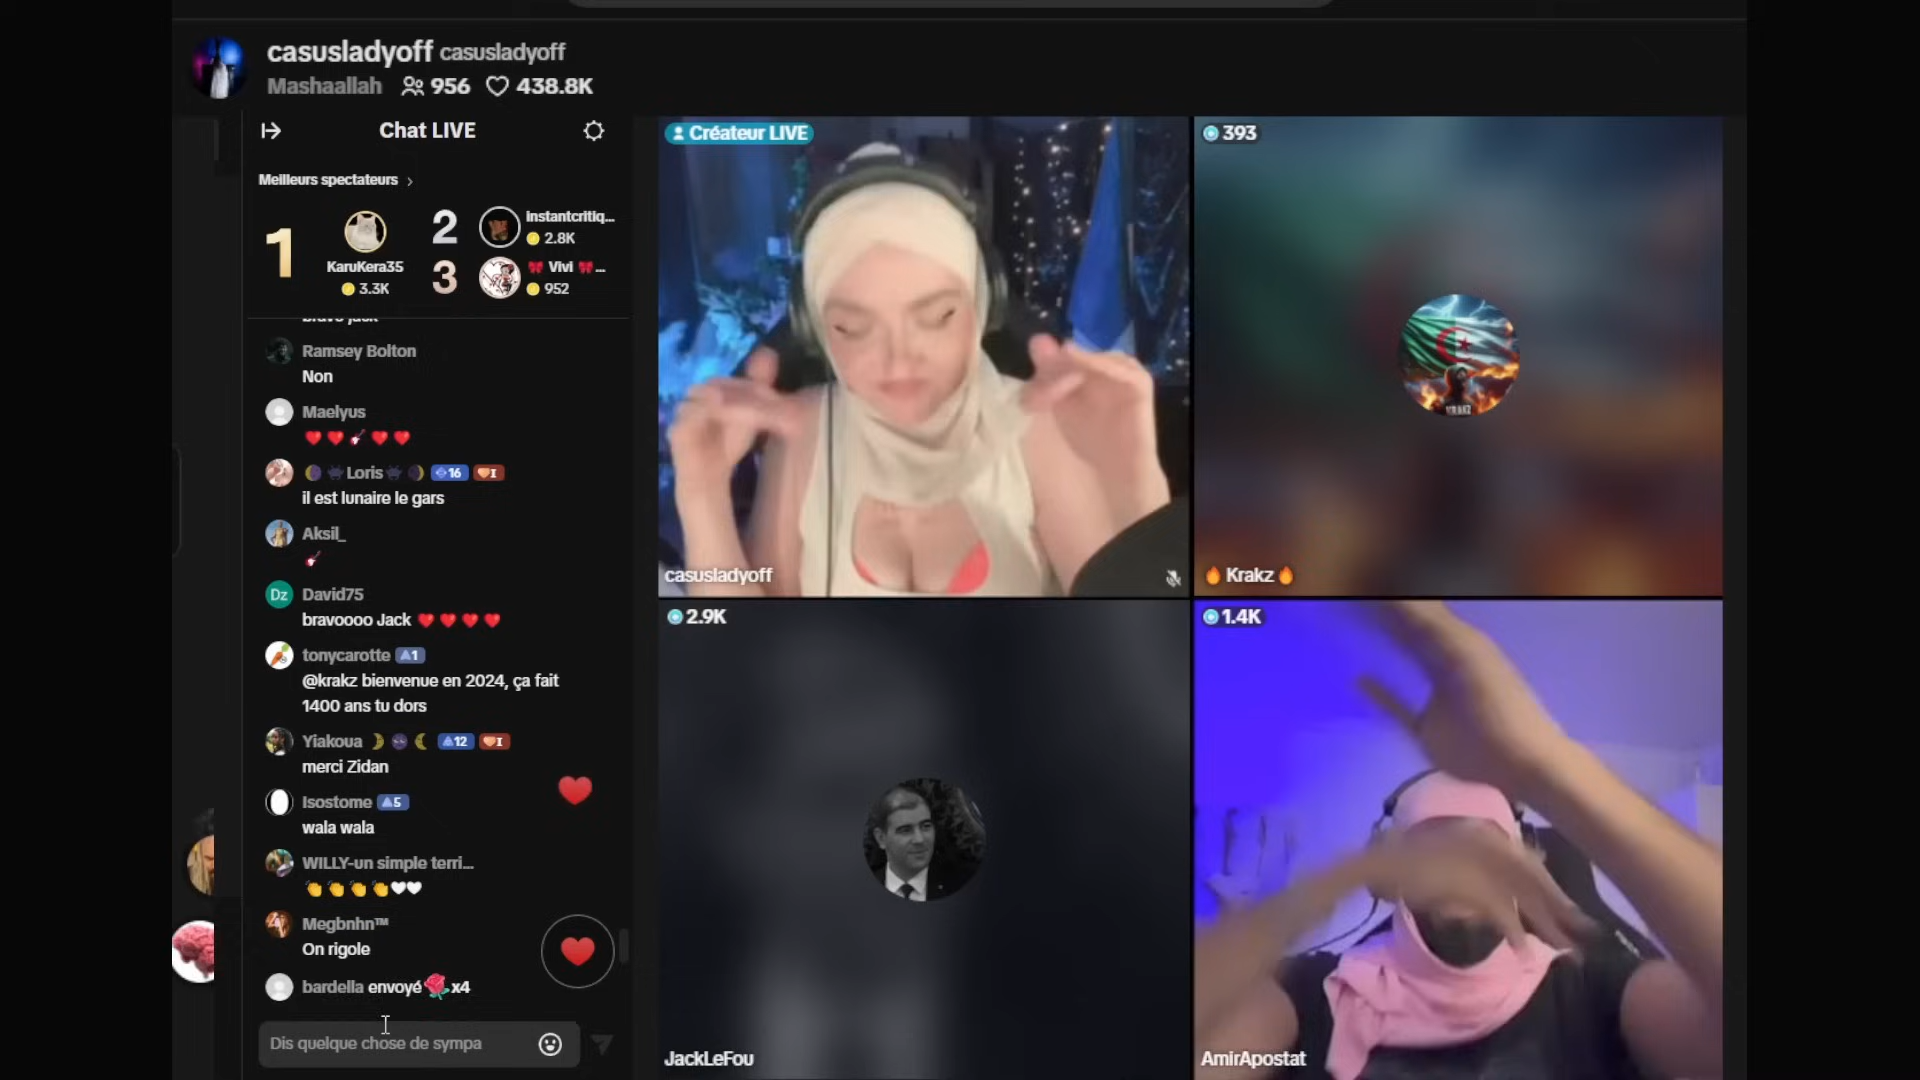 casusladyoff casusladyoff
Mashaallah 956 438.8K
Chat LIVE
Meilleurs spectateurs
1
KaruKera35
3.3K
2
instantcritiq...
2.8K
3
Vivi ...
952
bravo jack
Ramsey Bolton
Non
Maelyus
Loris 16 I
il est lunaire le gars
Aksil_
Dz David75
bravoooo Jack
tonycarotte 1
@krakz bienvenue en 2024, ça fait
1400 ans tu dors
Yiakoua 12 I
merci Zidan
Isostome 5
wala wala
WILLY-un simple terri...
Megbnhn™
On rigole
bardella envoyé x4
Dis quelque chose de sympa
Créateur LIVE
casusladyoff
393
KRAKZ
Krakz
2.9K
JackLeFou
1.4K
AmirApostat